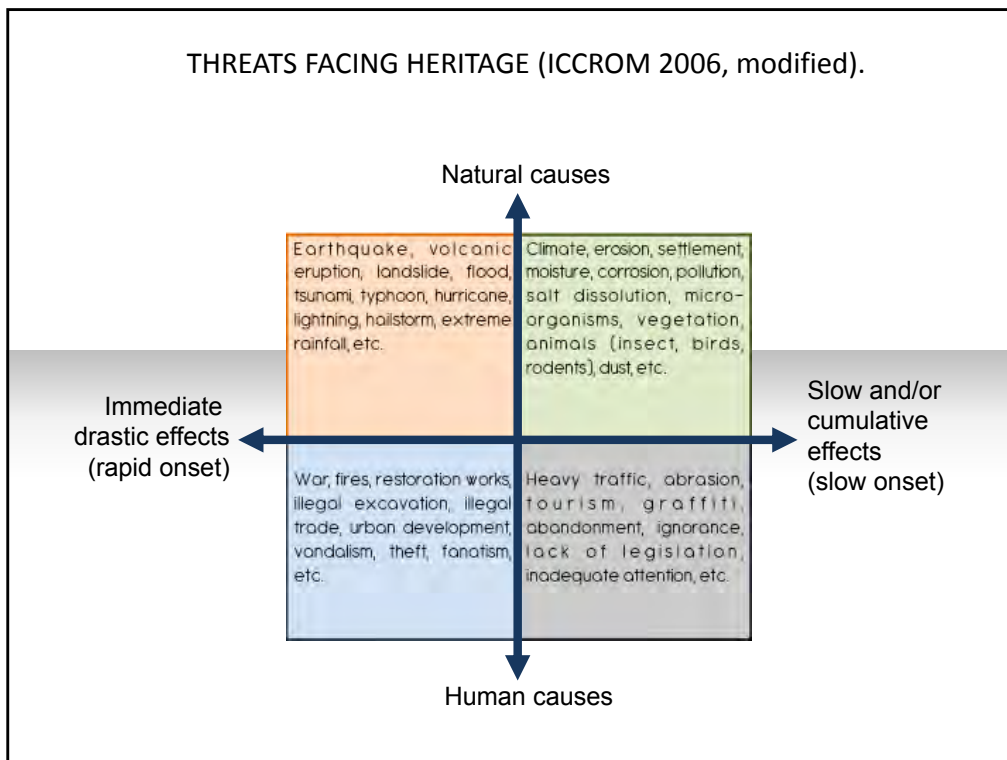 THREATS FACING HERITAGE (ICCROM 2006, modified).
Natural causes
Earthquake, volcanic
eruption, landslide, flood,
tsunami, typhoon, hurricane,
lightning, hailstorm, extreme
rainfall, etc.
Climate, erosion, settlement,
moisture, corrosion, pollution,
salt dissolution, micro-
organisms, vegetation,
animals (insect, birds,
rodents), dust, etc.
Immediate
drastic effects
(rapid onset)
Slow and/or
cumulative
effects
(slow onset)
War, fires, restoration works,
illegal excavation, illegal
trade, urban development,
vandalism, theft, fanatism,
etc.
Heavy traffic, abrasion,
tourism, graffiti,
abandonment, ignorance,
lack of legislation,
inadequate attention, etc.
Human causes